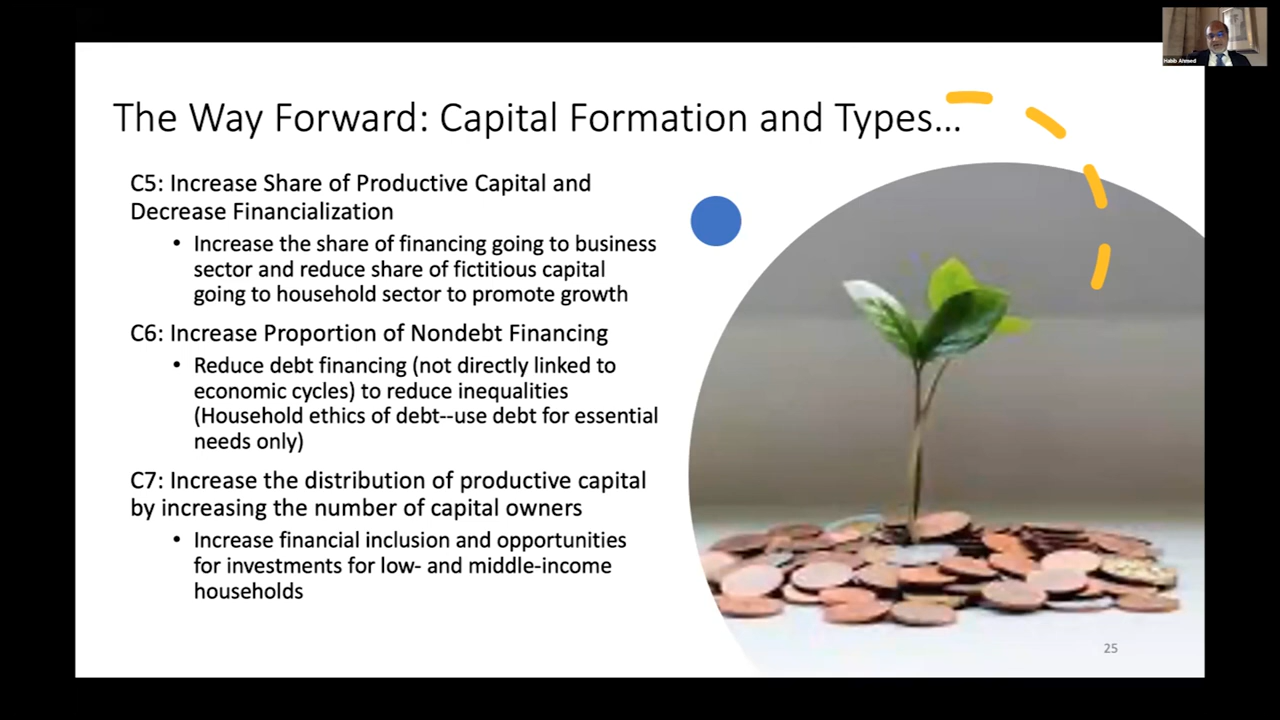 Habib Ahmed
The Way Forward: Capital Formation and Types...
C5: Increase Share of Productive Capital and
Decrease Financialization
• Increase the share of financing going to business
sector and reduce share of fictitious capital
going to household sector to promote growth
C6: Increase Proportion of Nondebt Financing
• Reduce debt financing (not directly linked to
economic cycles) to reduce inequalities
(Household ethics of debt--use debt for essential
needs only)
C7: Increase the distribution of productive capital
by increasing the number of capital owners
• Increase financial inclusion and opportunities
for investments for low- and middle-income
households
25